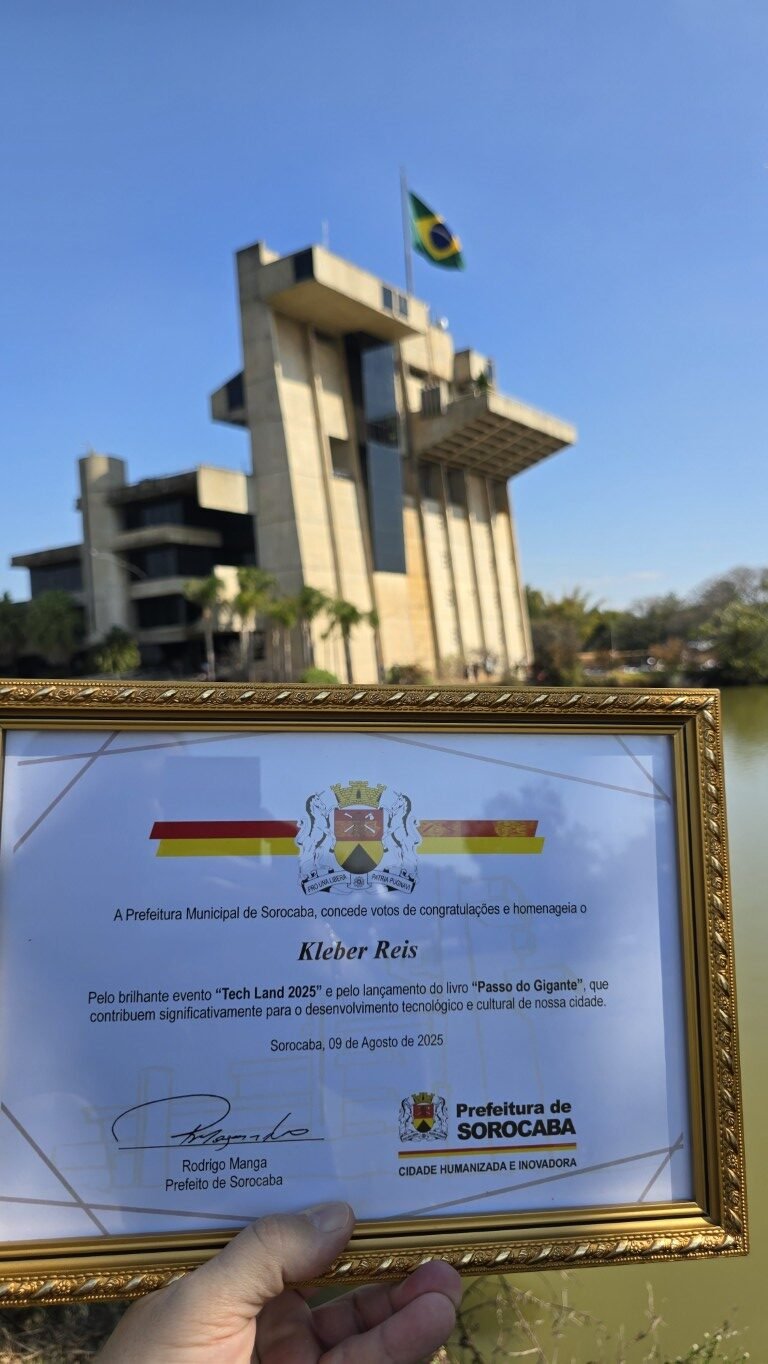 PRO UNA LIBERA PATRIA PUGNAVI
A Prefeitura Municipal de Sorocaba, concede votos de congratulações e homenageia o
Kleber Reis
Pelo brilhante evento “Tech Land 2025” e pelo lançamento do livro “Passo do Gigante”, que
contribuem significativamente para o desenvolvimento tecnológico e cultural de nossa cidade.
Sorocaba, 09 de Agosto de 2025
Rodrigo Manga
Prefeito de Sorocaba
Prefeitura de
SOROCABA
CIDADE HUMANIZADA E INOVADORA